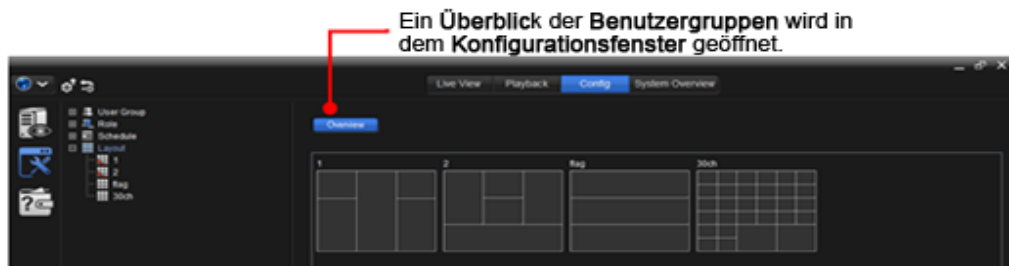 Ein Überblick der Benutzergruppen wird in
dem Konfigurationsfenster geöffnet.
Live View Playback Config System Overview
User Group
Role
Schedule
Layout
1
2
flag
30ch
Overview
1 2 flag 30ch